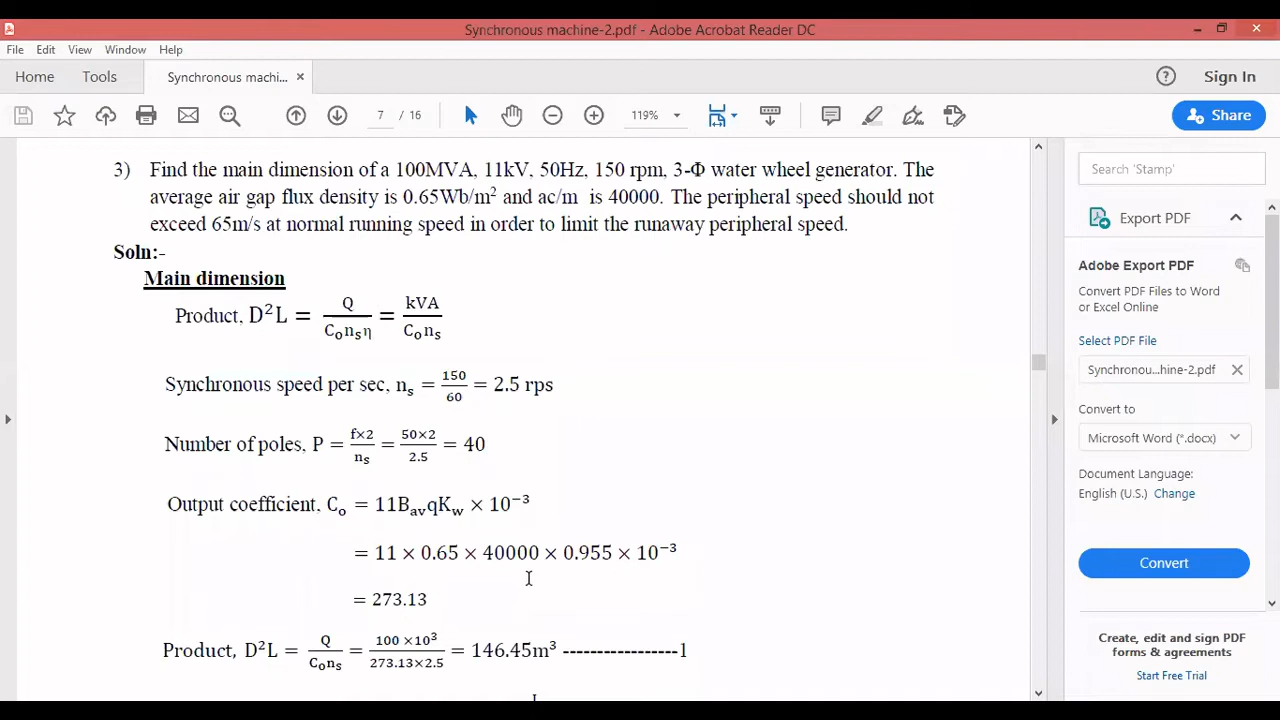 Synchronous machine-2.pdf - Adobe Acrobat Reader DC
File Edit View Window Help
Home Tools Synchronous machi... ×
Sign In
7 / 16 119% Share
3) Find the main dimension of a 100MVA, 11kV, 50Hz, 150 rpm, 3-Φ water wheel generator. The
average air gap flux density is 0.65Wb/m² and ac/m is 40000. The peripheral speed should not
exceed 65m/s at normal running speed in order to limit the runaway peripheral speed.
Soln:-
Main dimension
Product, D²L = Q/(Cₒnₛη) = kVA/(Cₒnₛ)
Synchronous speed per sec, nₛ = 150/60 = 2.5 rps
Number of poles, P = (f×2)/nₛ = (50×2)/2.5 = 40
Output coefficient, Cₒ = 11BavqKw × 10⁻³
= 11 × 0.65 × 40000 × 0.955 × 10⁻³
= 273.13
Product, D²L = Q/(Cₒnₛ) = (100 ×10³)/(273.13×2.5) = 146.45m³ -----------------1
Search 'Stamp'
Export PDF
Adobe Export PDF
Convert PDF Files to Word
or Excel Online
Select PDF File
Synchronou...hine-2.pdf ×
Convert to
Microsoft Word (*.docx)
Document Language:
English (U.S.) Change
Convert
Create, edit and sign PDF
forms & agreements
Start Free Trial